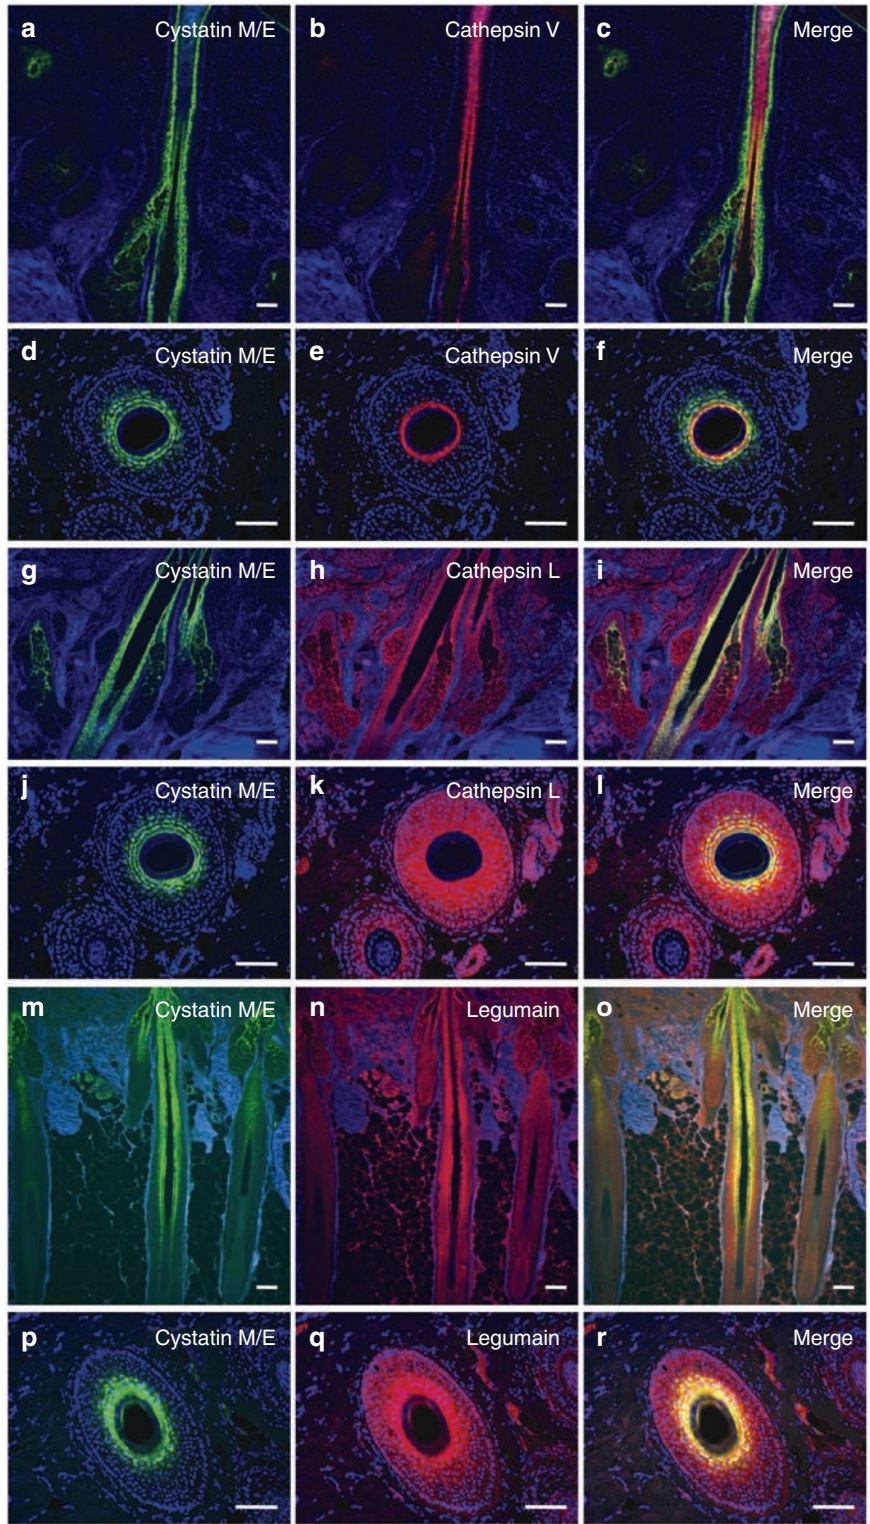 a Cystatin M/E b Cathepsin V c Merge
d Cystatin M/E e Cathepsin V f Merge
g Cystatin M/E h Cathepsin L i Merge
j Cystatin M/E k Cathepsin L l Merge
m Cystatin M/E n Legumain o Merge
p Cystatin M/E q Legumain r Merge